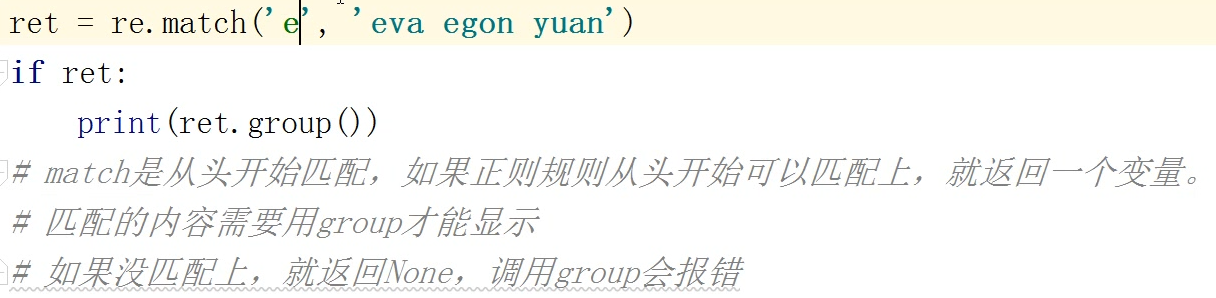 ret = re.match('e', 'eva egon yuan')
if ret:
    print(ret.group())
# match是从头开始匹配，如果正则规则从头开始可以匹配上，就返回一个变量。
# 匹配的内容需要用group才能显示
# 如果没匹配上，就返回None，调用group会报错